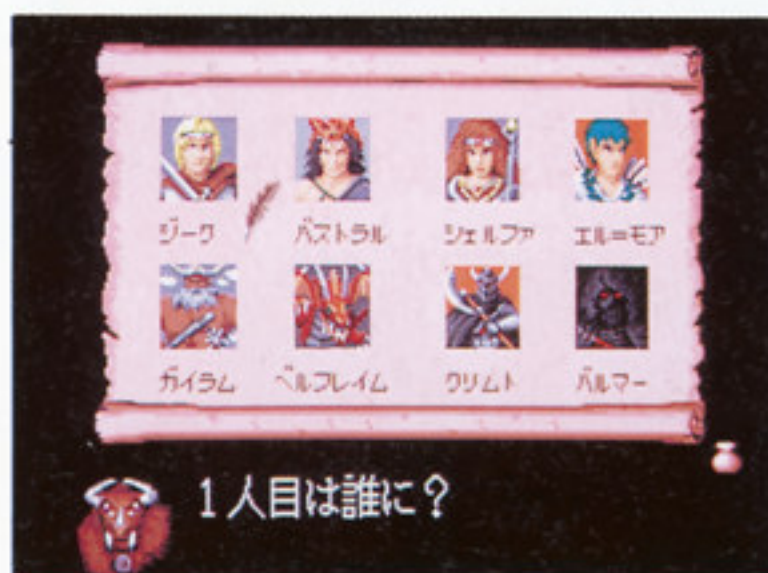 ジーク バストラル シェルファ エル=モア
ガイラム ベルフレイム クリムト バルマー
1人目は誰に?